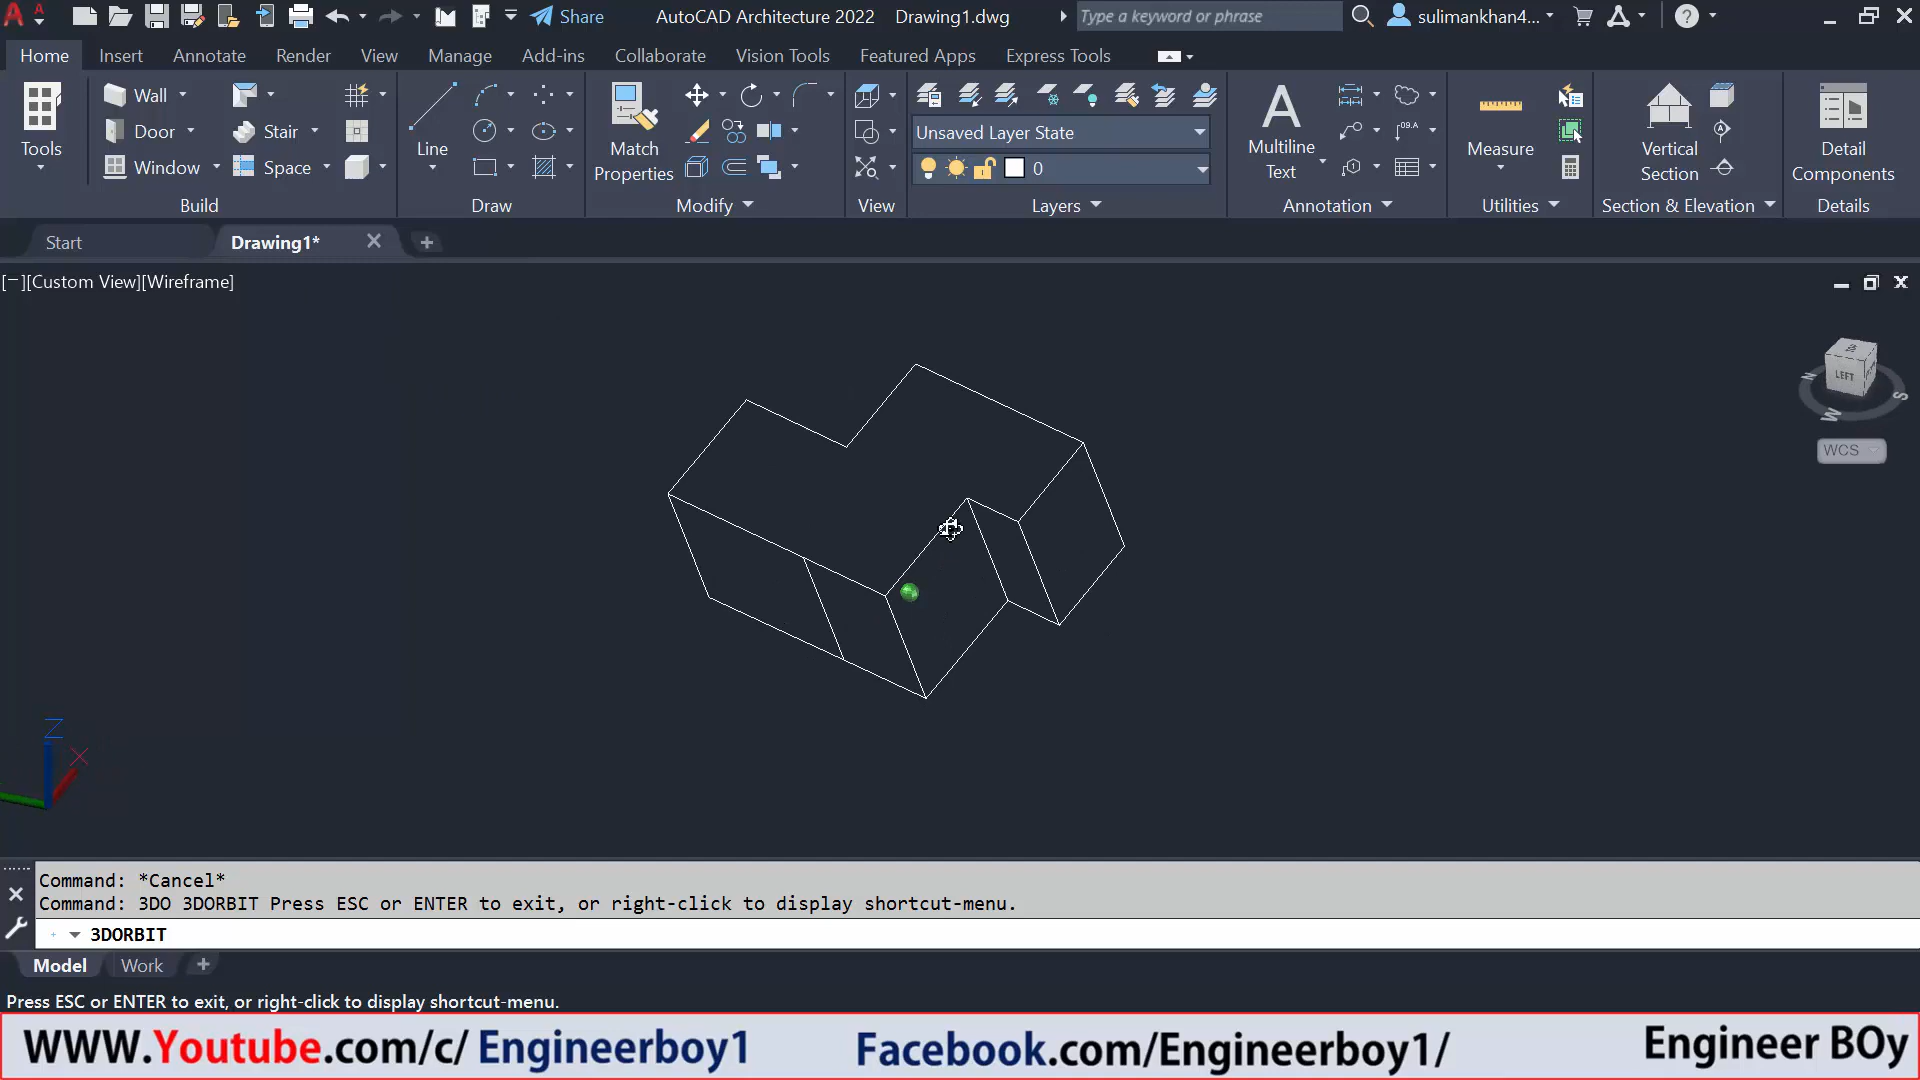 Share
AutoCAD Architecture 2022 Drawing1.dwg
Type a keyword or phrase
sulimankhan4...
Home Insert Annotate Render View Manage Add-ins Collaborate Vision Tools Featured Apps Express Tools
Tools
Wall
Door
Window
Stair
Space
Build
Line
Draw
Match
Properties
Modify
View
Unsaved Layer State
0
Layers
A
Multiline
Text
Annotation
Measure
Utilities
Vertical
Section
Section & Elevation
Detail
Components
Details
Start
Drawing1*
[−][Custom View][Wireframe]
LEFT
N
S
W
WCS
Z
X
Command: *Cancel*
Command: 3DO 3DORBIT Press ESC or ENTER to exit, or right-click to display shortcut-menu.
3DORBIT
Model Work
Press ESC or ENTER to exit, or right-click to display shortcut-menu.
WWW.Youtube.com/c/ Engineerboy1 Facebook.com/Engineerboy1/ Engineer BOy